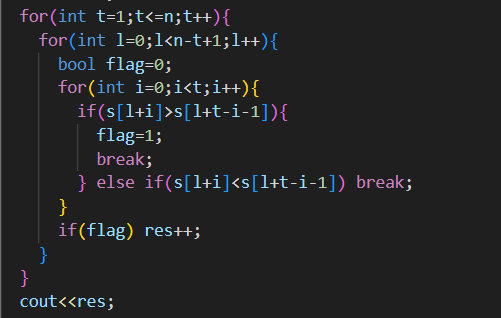 for(int t=1;t<=n;t++){
for(int l=0;l<n-t+1;l++){
bool flag=0;
for(int i=0;i<t;i++){
if(s[l+i]>s[l+t-i-1]){
flag=1;
break;
} else if(s[l+i]<s[l+t-i-1]) break;
}
if(flag) res++;
}
}
cout<<res;